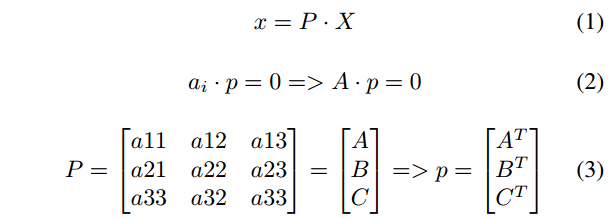 x = P · X (1)
a_i · p = 0 => A · p = 0 (2)
P = [a11 a12 a13; a21 a22 a23; a33 a32 a33] = [A; B; C] => p = [A^T; B^T; C^T] (3)